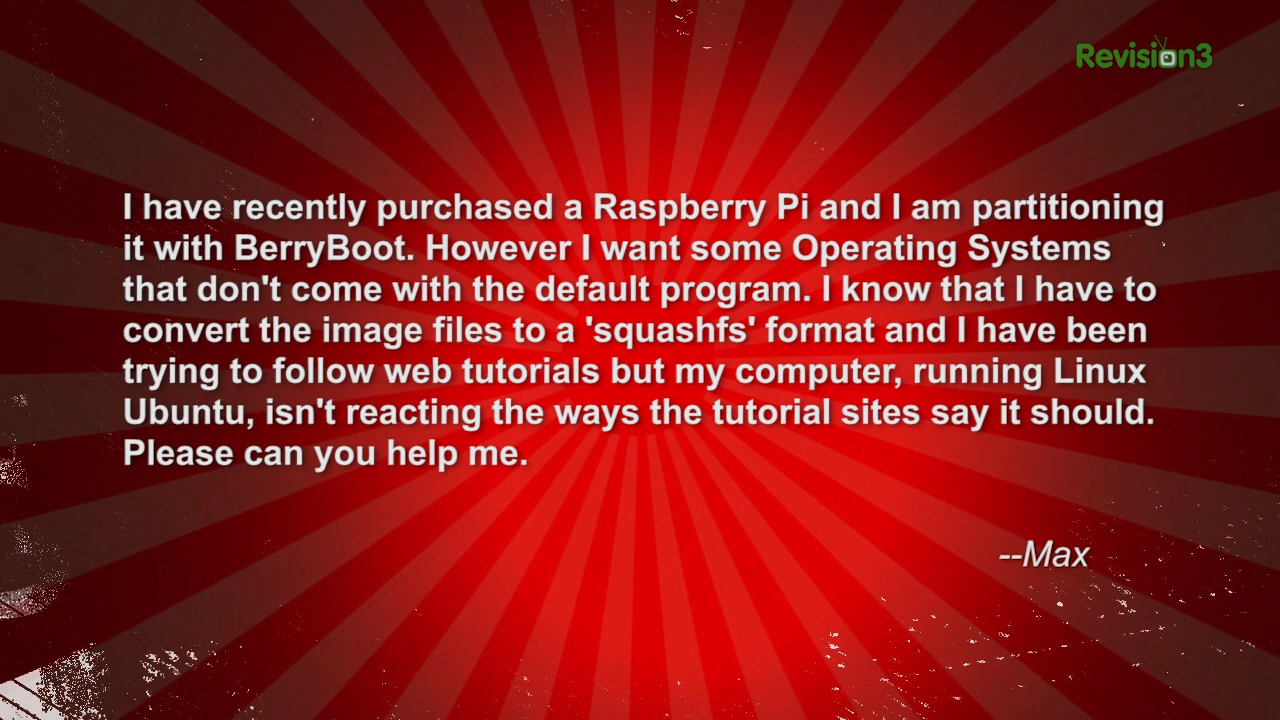 Revision3
I have recently purchased a Raspberry Pi and I am partitioning
it with BerryBoot. However I want some Operating Systems
that don't come with the default program. I know that I have to
convert the image files to a 'squashfs' format and I have been
trying to follow web tutorials but my computer, running Linux
Ubuntu, isn't reacting the ways the tutorial sites say it should.
Please can you help me.
--Max